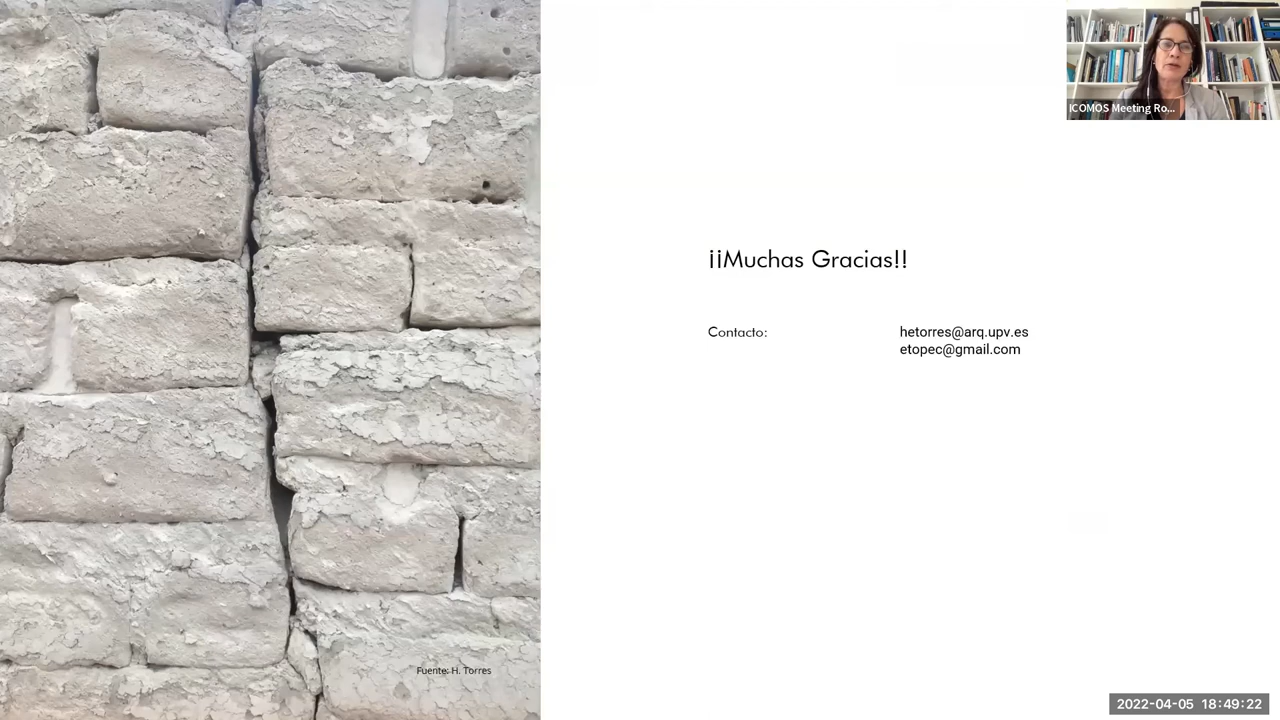 ICOMOS Meeting Ro...
¡¡Muchas Gracias!!
Contacto:
hetorres@arq.upv.es
etopec@gmail.com
Fuente: H. Torres
2022-04-05 18:49:22